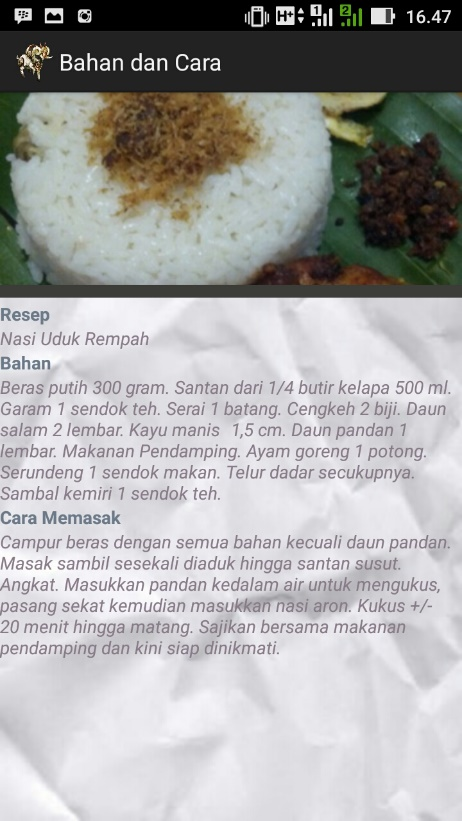 H+
1
2
16.47
Bahan dan Cara
Resep
Nasi Uduk Rempah
Bahan
Beras putih 300 gram. Santan dari 1/4 butir kelapa 500 ml.
Garam 1 sendok teh. Serai 1 batang. Cengkeh 2 biji. Daun
salam 2 lembar. Kayu manis  1,5 cm. Daun pandan 1
lembar. Makanan Pendamping. Ayam goreng 1 potong.
Serundeng 1 sendok makan. Telur dadar secukupnya.
Sambal kemiri 1 sendok teh.
Cara Memasak
Campur beras dengan semua bahan kecuali daun pandan.
Masak sambil sesekali diaduk hingga santan susut.
Angkat. Masukkan pandan kedalam air untuk mengukus,
pasang sekat kemudian masukkan nasi aron. Kukus +/-
20 menit hingga matang. Sajikan bersama makanan
pendamping dan kini siap dinikmati.